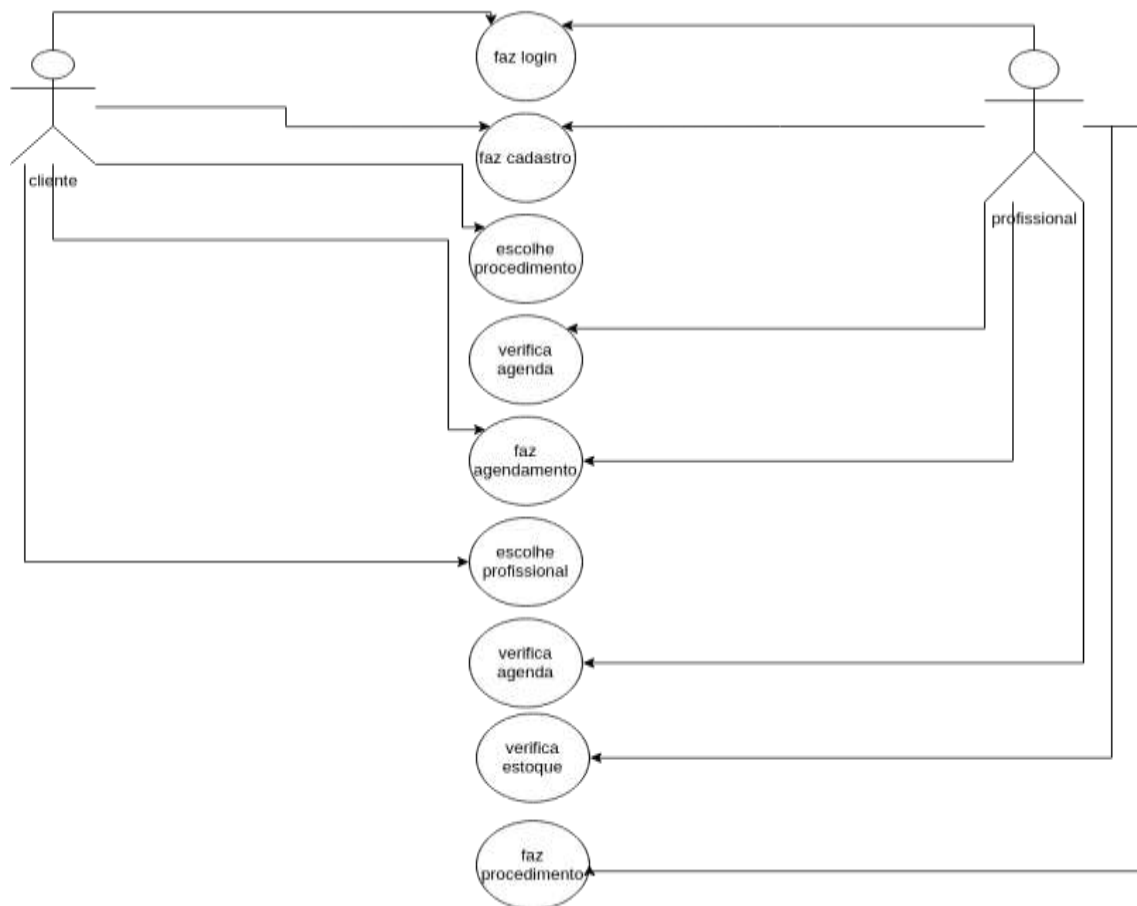 faz login
faz cadastro
cliente
profissional
escolhe
procedimento
verifica
agenda
faz
agendamento
escolhe
profissional
verifica
agenda
verifica
estoque
faz
procedimento